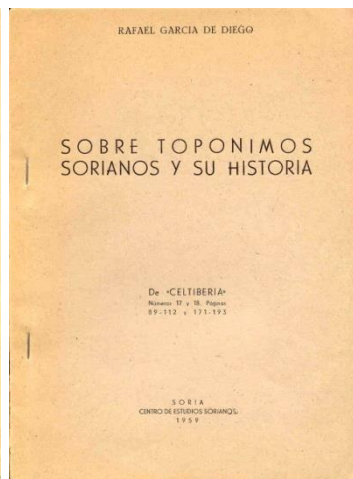 RAFAEL GARCIA DE DIEGO
SOBRE TOPONIMOS
SORIANOS Y SU HISTORIA
De «CELTIBERIA»
Números 17 y 18. Páginas
89-112 y 171-193
SORIA
CENTRO DE ESTUDIOS SORIANOS
1959